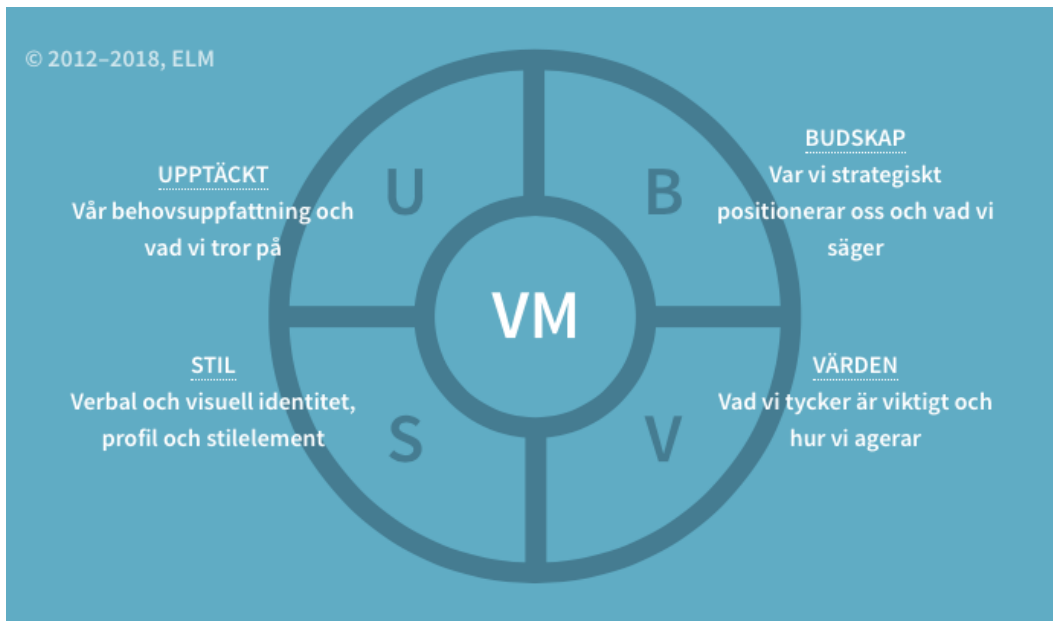 © 2012–2018, ELM
UPPTÄCKT
Vår behovsuppfattning och
vad vi tror på
U
B
BUDSKAP
Var vi strategiskt
positionerar oss och vad vi
säger
VM
STIL
Verbal och visuell identitet,
profil och stilelement
S
V
VÄRDEN
Vad vi tycker är viktigt och
hur vi agerar